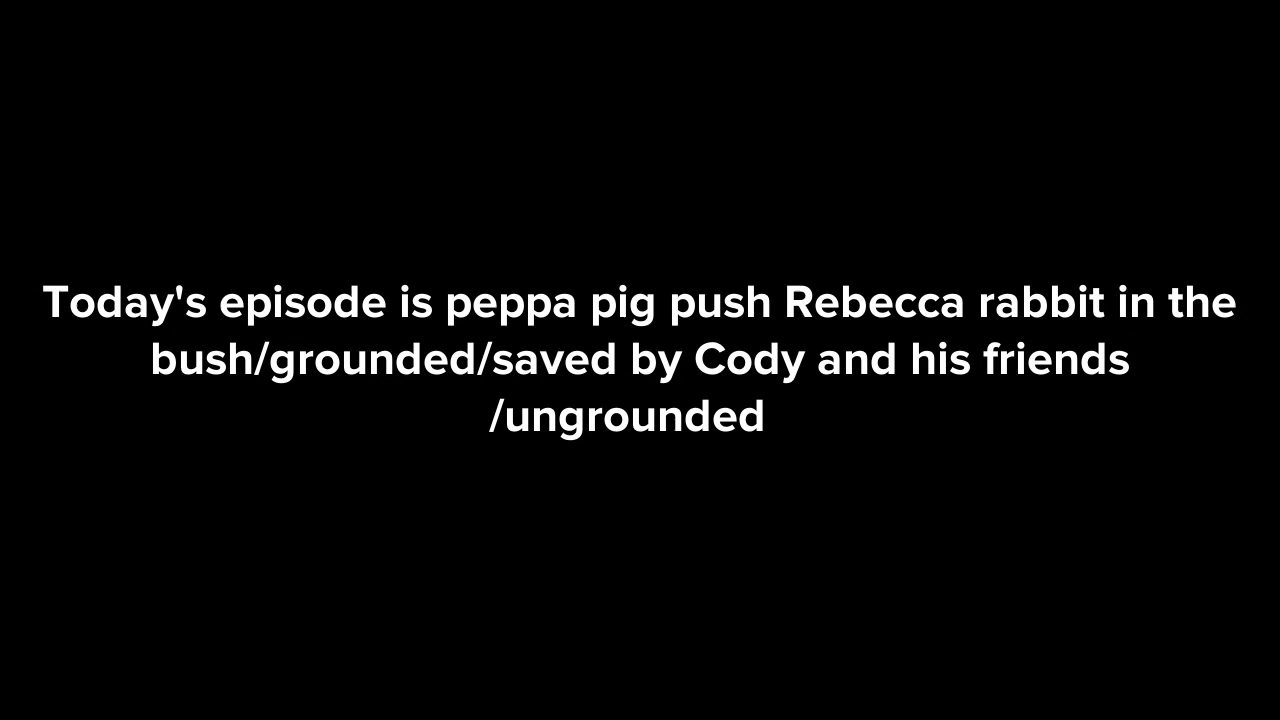 Today's episode is peppa pig push Rebecca rabbit in the
bush/grounded/saved by Cody and his friends
/ungrounded